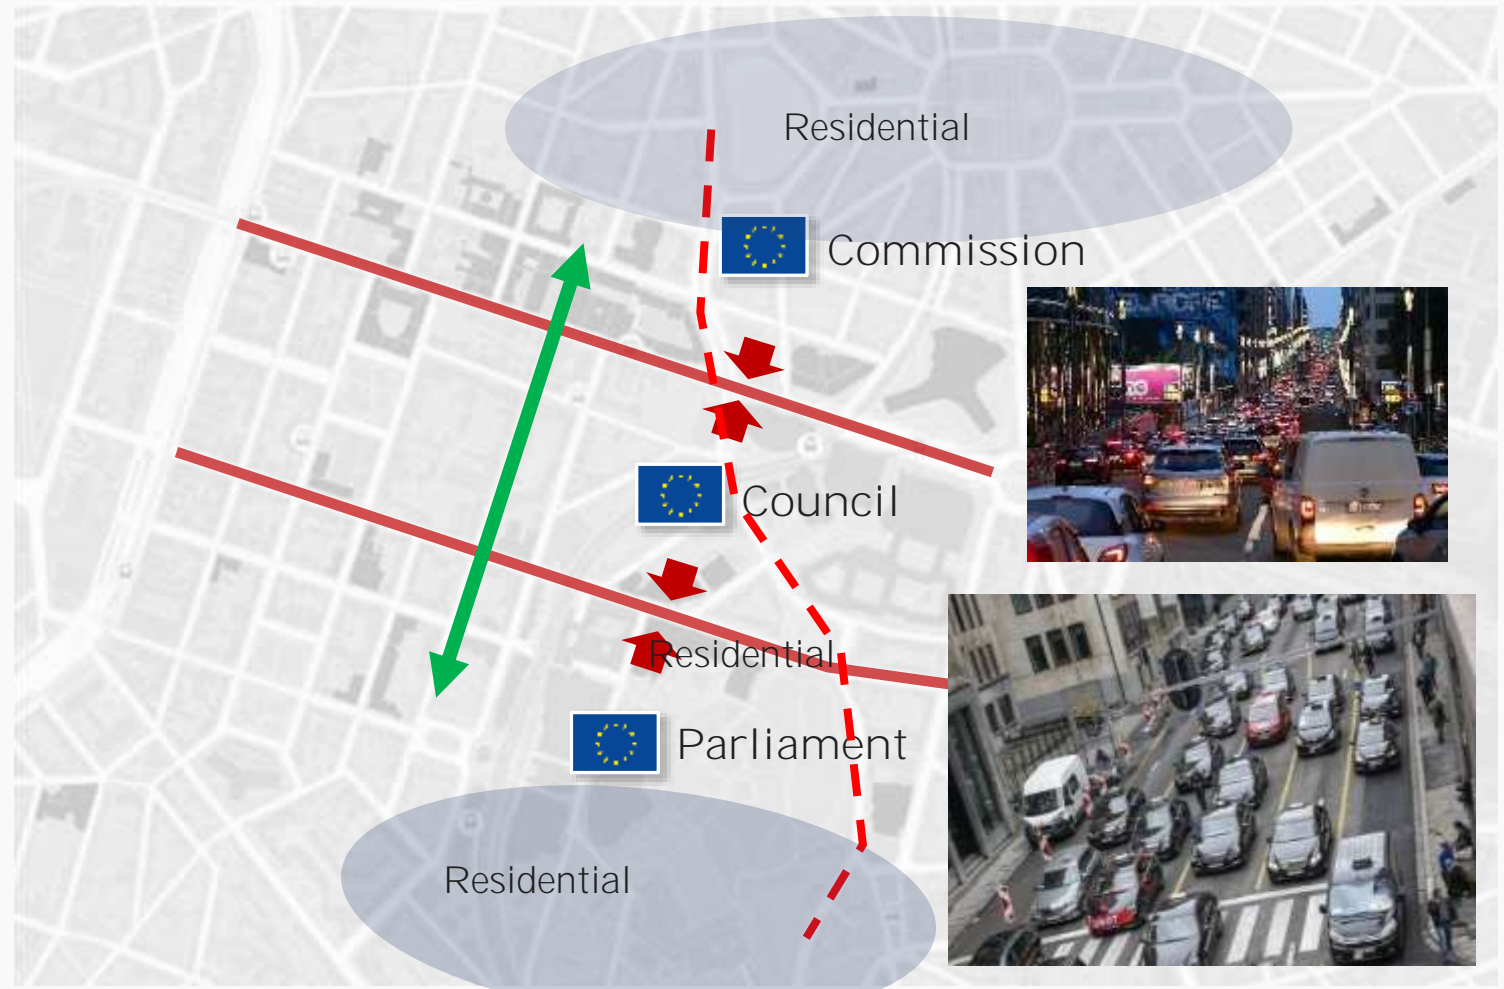 Residential
Commission
Council
Residential
Parliament
Residential